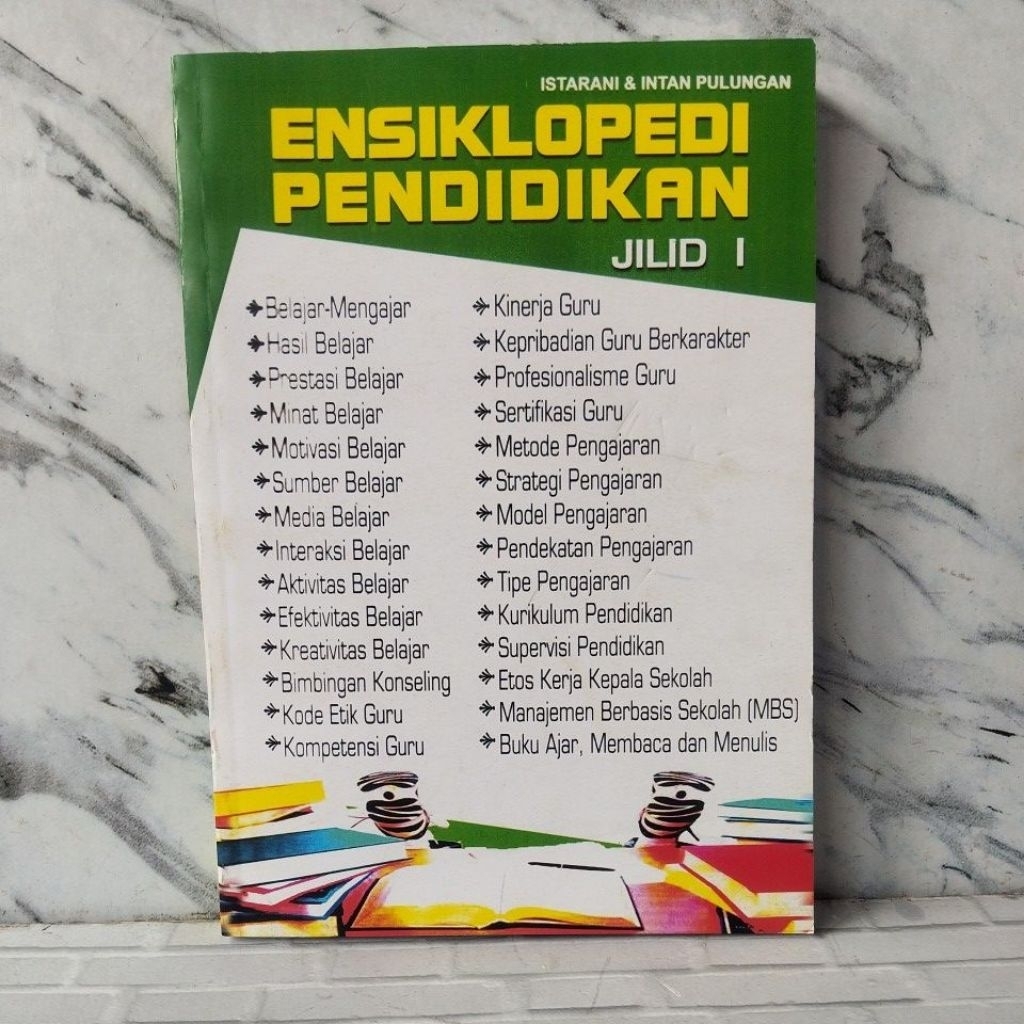 ISTARANI & INTAN PULUNGAN
ENSIKLOPEDI
PENDIDIKAN
JILID I
Belajar-Mengajar
Hasil Belajar
Prestasi Belajar
Minat Belajar
Motivasi Belajar
Sumber Belajar
Media Belajar
Interaksi Belajar
Aktivitas Belajar
Efektivitas Belajar
Kreativitas Belajar
Bimbingan Konseling
Kode Etik Guru
Kompetensi Guru
Kinerja Guru
Kepribadian Guru Berkarakter
Profesionalisme Guru
Sertifikasi Guru
Metode Pengajaran
Strategi Pengajaran
Model Pengajaran
Pendekatan Pengajaran
Tipe Pengajaran
Kurikulum Pendidikan
Supervisi Pendidikan
Etos Kerja Kepala Sekolah
Manajemen Berbasis Sekolah (MBS)
Buku Ajar, Membaca dan Menulis